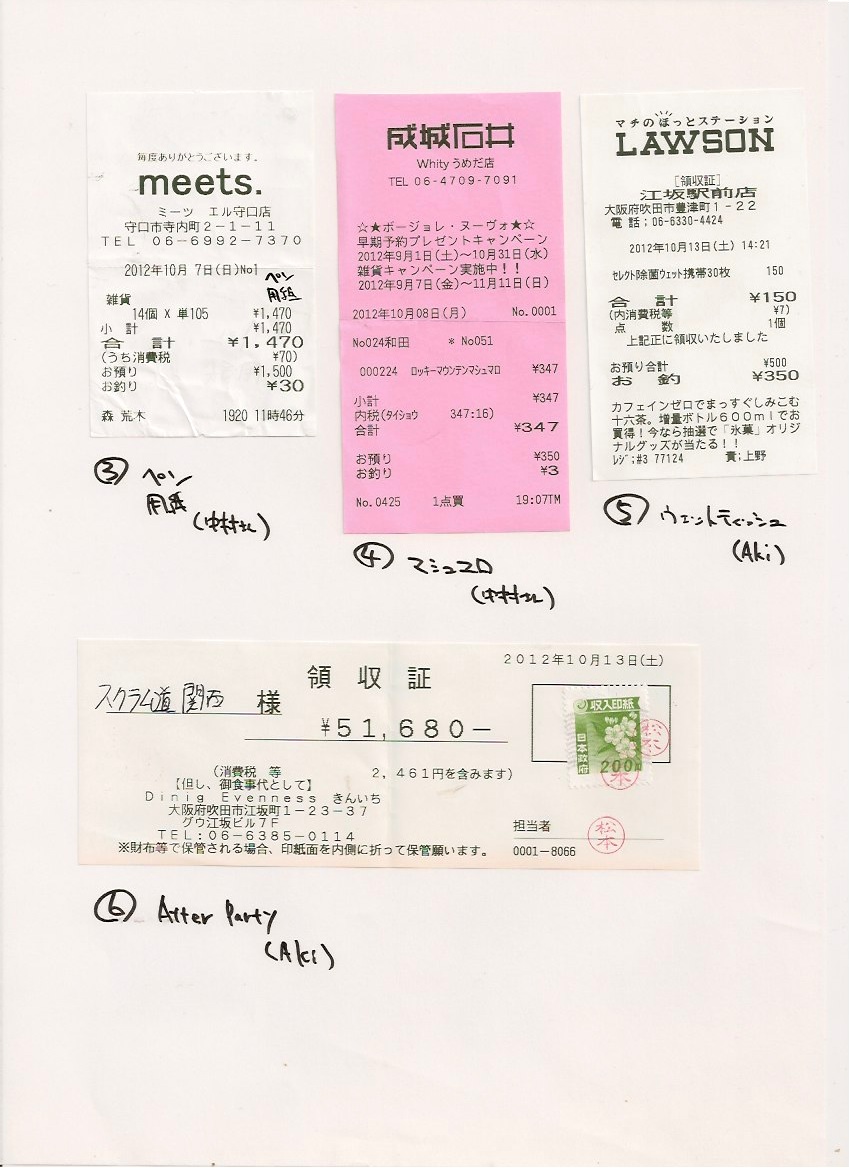 毎度ありがとうございます。
meets.
ミーツ エル守口店
守口市寺内町2-1-11
TEL 06-6992-7370
2012年10月 7日(日)No1
ペン
用紙
雑貨
14個 X 単105 ¥1,470
小 計 ¥1,470
合 計 ¥1,470
(うち消費税 ¥70)
お預り ¥1,500
お釣り ¥30
森 荒木 1920 11時46分
③ ペン
用紙
(中村さん)
成城石井
Whityうめだ店
TEL 06-4709-7091
☆★ボージョレ・ヌーヴォ★☆
早期予約プレゼントキャンペーン
2012年9月1日(土)~10月31日(水)
雑貨キャンペーン実施中!!
2012年9月7日(金)~11月11日(日)
2012年10月08日(月) No.0001
No024和田 * No051
000224 ロッキーマウンテンマシュマロ ¥347
小計 ¥347
内税(タイショウ 347:16)
合計 ¥347
お預り ¥350
お釣り ¥3
No.0425 1点買 19:07TM
④ マシュマロ
(中村さん)
マチのほっとステーション
LAWSON
[領収証]
江坂駅前店
大阪府吹田市豊津町1-22
電話;06-6330-4424
2012年10月13日(土) 14:21
セレクト除菌ウェット携帯30枚 150
合 計 ¥150
(内消費税等 ¥7)
点 数 1個
上記正に領収いたしました
お預り合計 ¥500
お 釣 ¥350
カフェインゼロでまっすぐしみこむ
十六茶。増量ボトル600mlでお
買得!今なら抽選で「氷菓」オリジ
ナルグッズが当たる!!
レジ;#3 77124 責;上野
⑤ ウェットティッシュ
(Aki)
2012年10月13日(土)
領収証
スクラム道 関西 様
¥51,680-
(消費税 等 2,461円を含みます)
【但し、御食事代として】
Dinig Evenness きんいち
大阪府吹田市江坂町1-23-37
グウ江坂ビル7F
TEL:06-6385-0114
※財布等で保管される場合、印紙面を内側に折って保管願います。
収入印紙
日本政府
200円
松本
担当者 松本
0001-8066
⑥ After Party
(Aki)